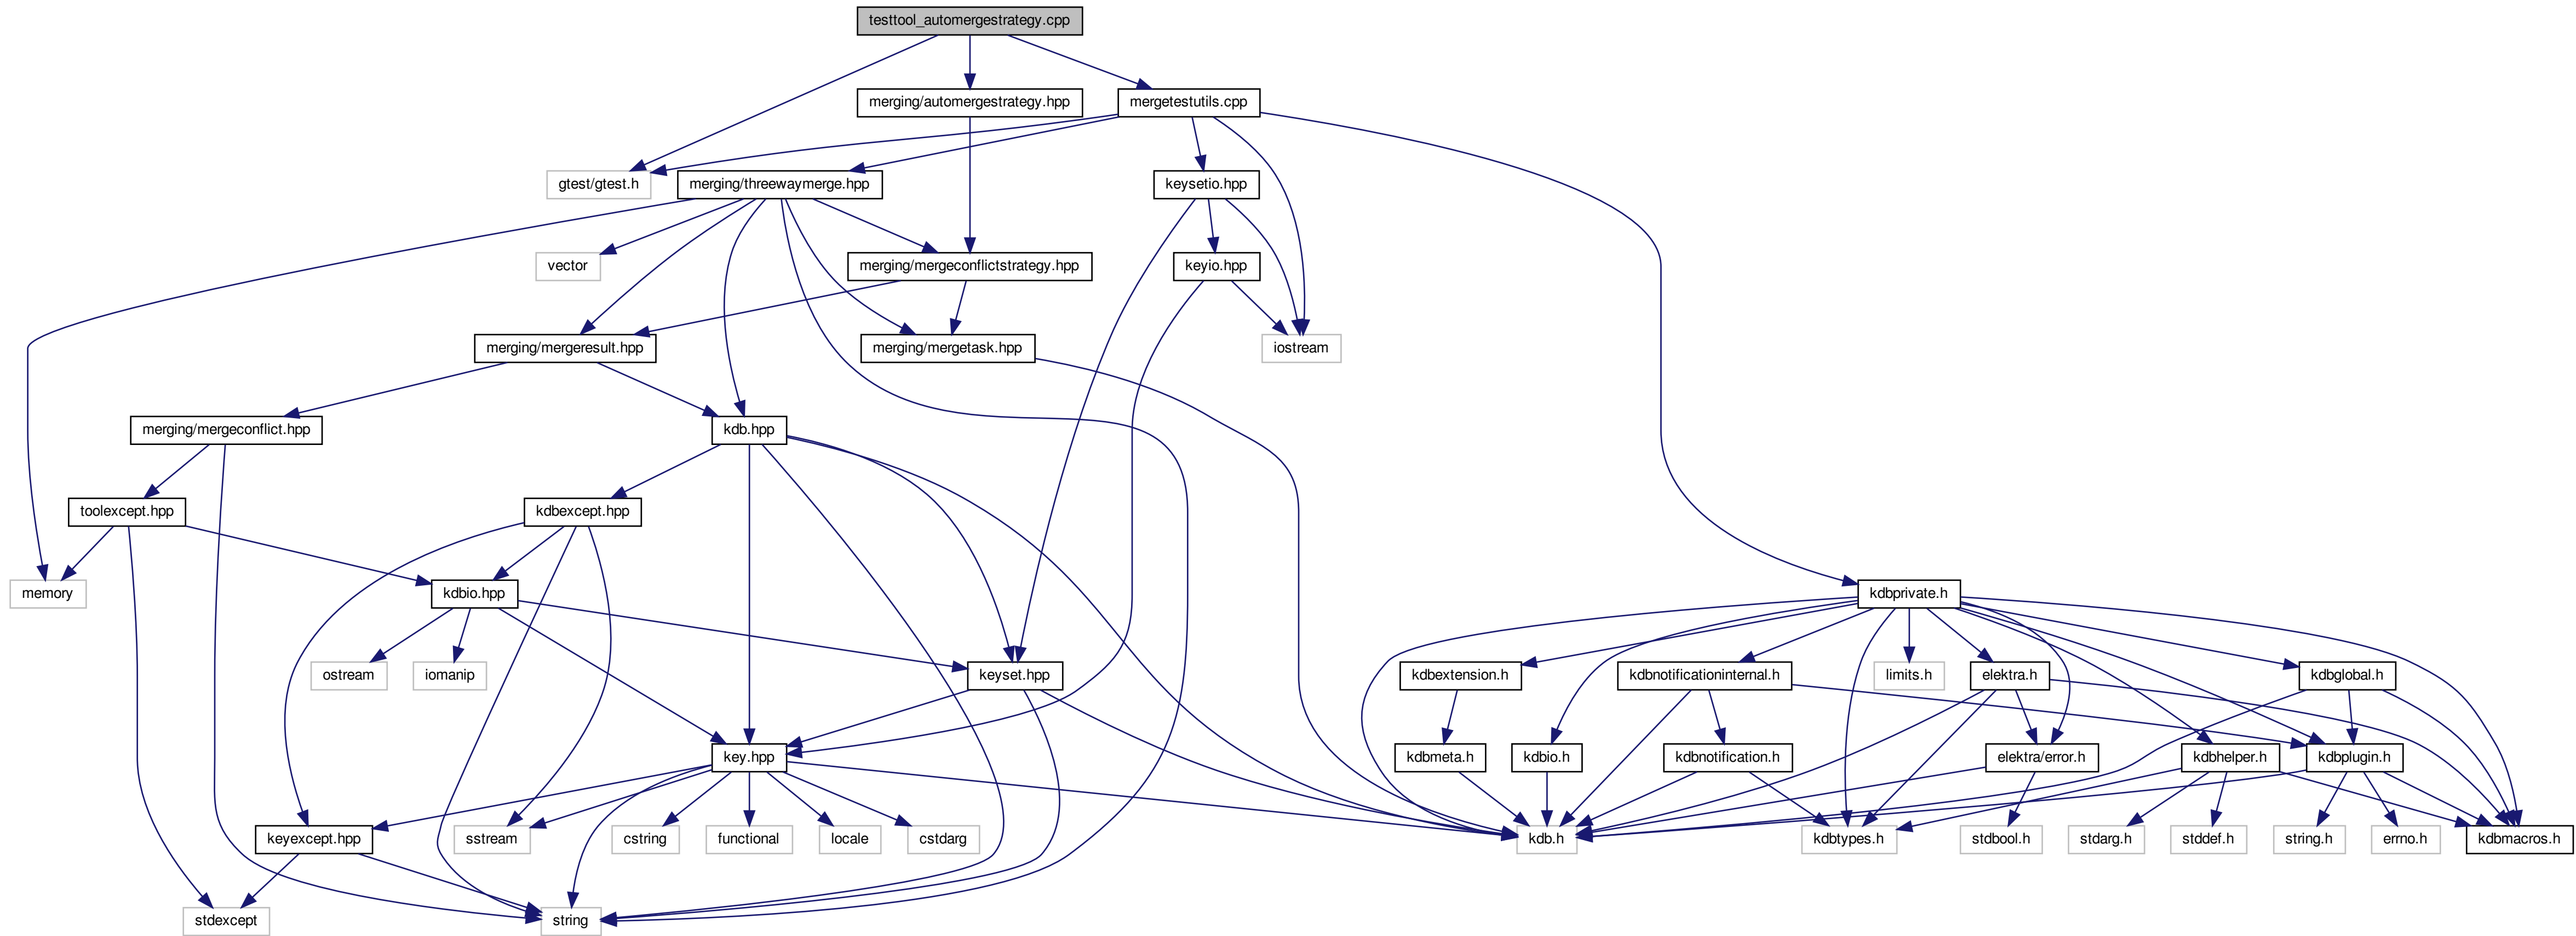 testtool_automergestrategy.cpp
merging/automergestrategy.hpp
mergetestutils.cpp
gtest/gtest.h
merging/threewaymerge.hpp
keysetio.hpp
vector
merging/mergeconflictstrategy.hpp
keyio.hpp
merging/mergeresult.hpp
merging/mergetask.hpp
iostream
merging/mergeconflict.hpp
kdb.hpp
toolexcept.hpp
kdbexcept.hpp
memory
kdbio.hpp
kdbprivate.h
ostream
iomanip
keyset.hpp
kdbextension.h
kdbnotificationinternal.h
limits.h
elektra.h
kdbglobal.h
key.hpp
kdbmeta.h
kdbio.h
kdbnotification.h
elektra/error.h
kdbhelper.h
kdbplugin.h
keyexcept.hpp
sstream
cstring
functional
locale
cstdarg
kdb.h
kdbtypes.h
stdbool.h
stdarg.h
stddef.h
string.h
errno.h
kdbmacros.h
stdexcept
string